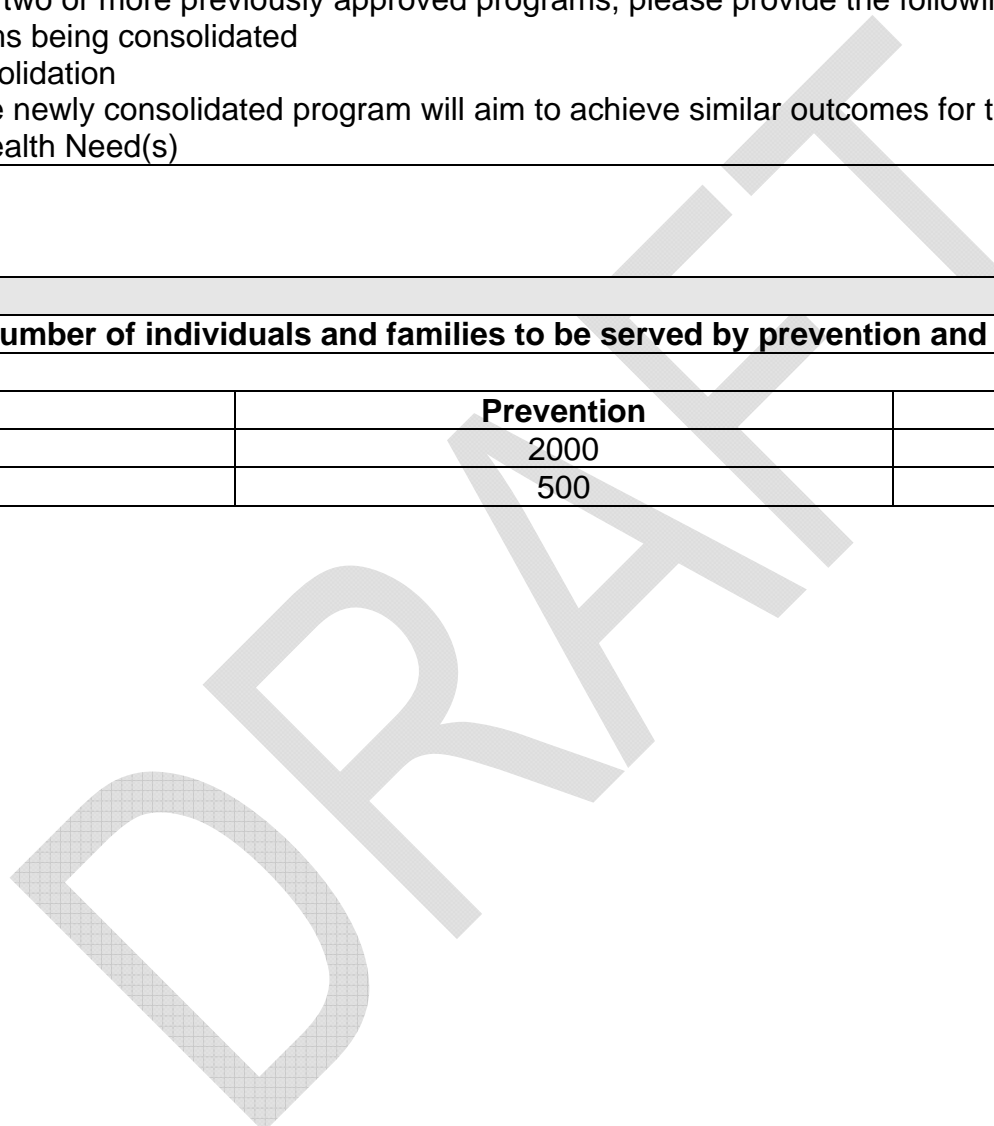 two or more previously approved programs, please provide the
ns being consolidated
olidation
e newly consolidated program will aim to achieve similar outcomes for t
ealth Need(s)
umber of individuals and families to be served by prevention and
Prevention
2000
500
DRAFT